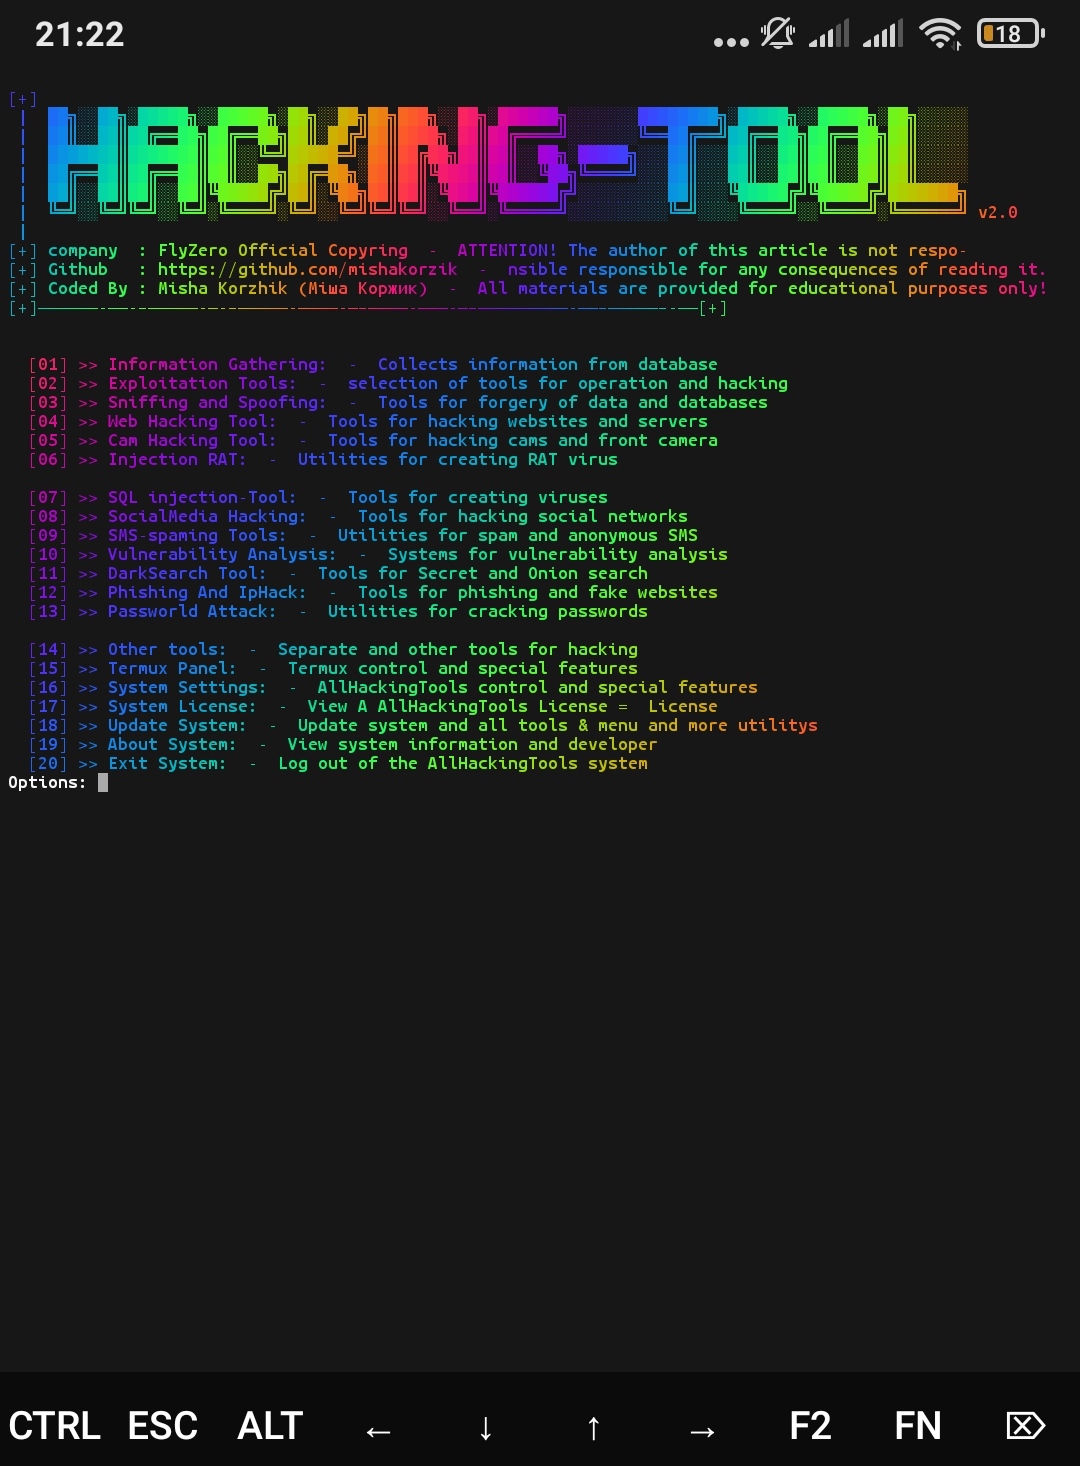 21:22
18
[+]
HACKING-TOOL v2.0
[+] company : FlyZero Official Copyring - ATTENTION! The author of this article is not respo-
[+] Github : https://github.com/mishakorzik - nsible responsible for any consequences of reading it.
[+] Coded By : Misha Korzhik (Міша Коржик) - All materials are provided for educational purposes only!
[+]——————————[+]
[01] >> Information Gathering: - Collects information from database
[02] >> Exploitation Tools: - selection of tools for operation and hacking
[03] >> Sniffing and Spoofing: - Tools for forgery of data and databases
[04] >> Web Hacking Tool: - Tools for hacking websites and servers
[05] >> Cam Hacking Tool: - Tools for hacking cams and front camera
[06] >> Injection RAT: - Utilities for creating RAT virus
[07] >> SQL injection-Tool: - Tools for creating viruses
[08] >> SocialMedia Hacking: - Tools for hacking social networks
[09] >> SMS-spaming Tools: - Utilities for spam and anonymous SMS
[10] >> Vulnerability Analysis: - Systems for vulnerability analysis
[11] >> DarkSearch Tool: - Tools for Secret and Onion search
[12] >> Phishing And IpHack: - Tools for phishing and fake websites
[13] >> Passworld Attack: - Utilities for cracking passwords
[14] >> Other tools: - Separate and other tools for hacking
[15] >> Termux Panel: - Termux control and special features
[16] >> System Settings: - AllHackingTools control and special features
[17] >> System License: - View A AllHackingTools License = License
[18] >> Update System: - Update system and all tools & menu and more utilitys
[19] >> About System: - View system information and developer
[20] >> Exit System: - Log out of the AllHackingTools system
Options:
CTRL ESC ALT ← ↓ ↑ → F2 FN ⌦